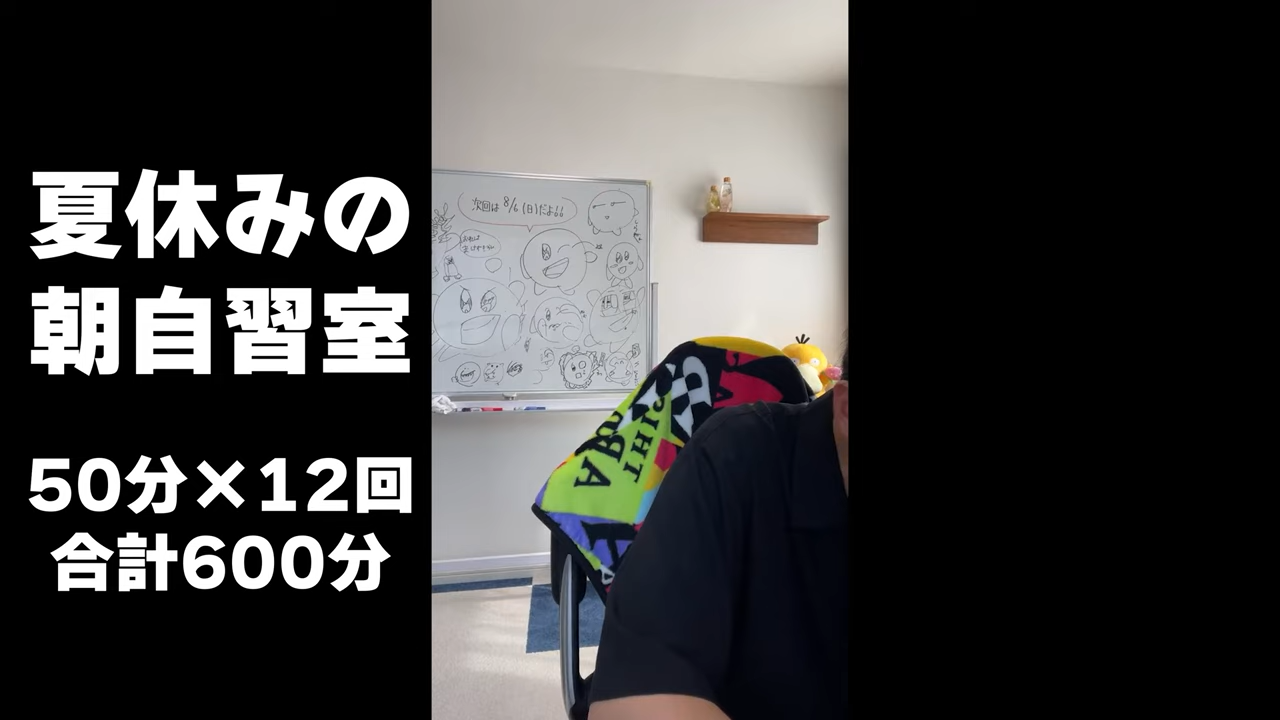 夏休みの
朝自習室
50分×12回
合計600分
次回は 8/6 (日)だよ!!